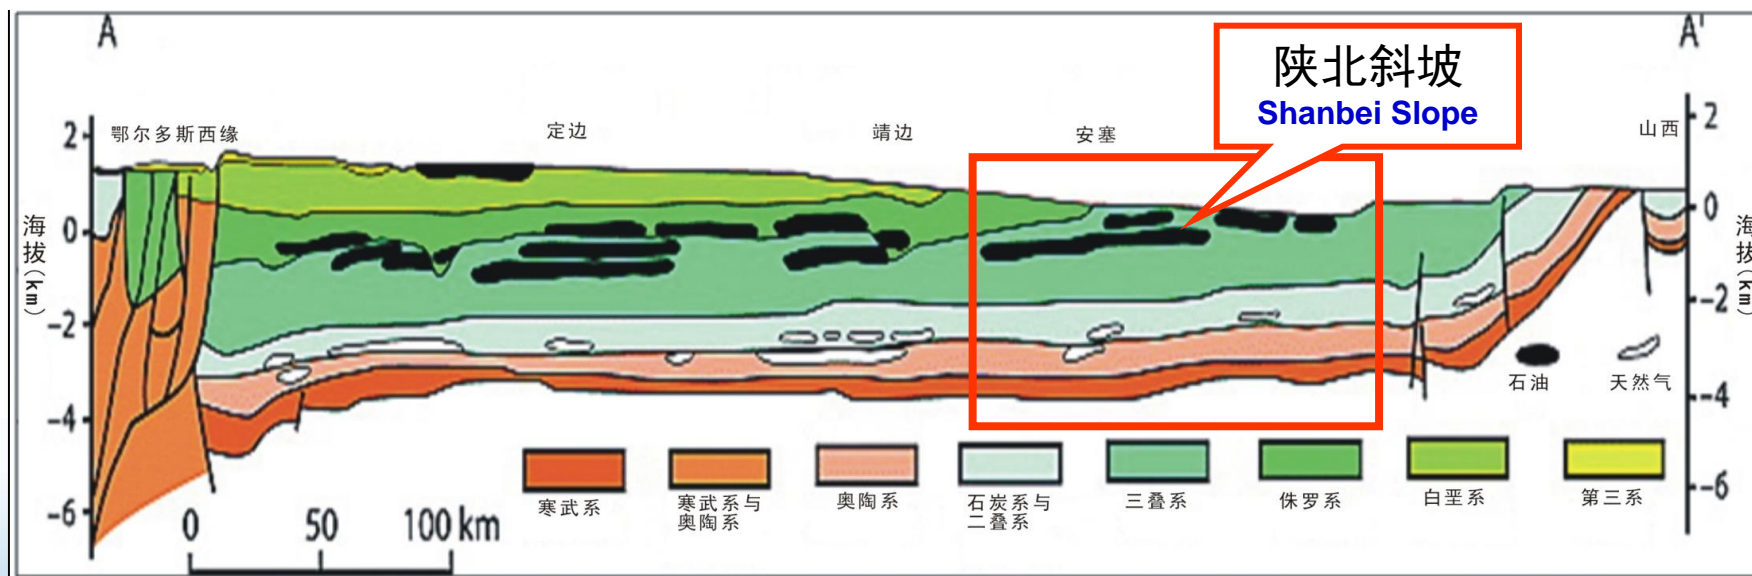 A
A'
陕北斜坡
Shanbei Slope
鄂尔多斯西缘
定边
靖边
安塞
山西
2
0
-2
-4
-6
海拔(km)
2
0
-2
-4
-6
海拔(km)
石油
天然气
寒武系
寒武系与
奥陶系
奥陶系
石炭系与
二叠系
三叠系
侏罗系
白垩系
第三系
0
50
100 km